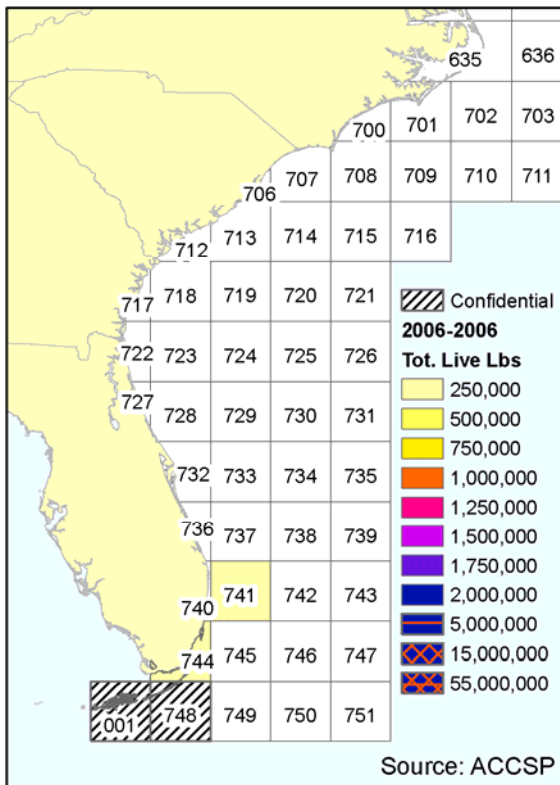 635 636
700 701 702 703
706 707 708 709 710 711
712 713 714 715 716
717 718 719 720 721
722 723 724 725 726
727 728 729 730 731
732 733 734 735
736 737 738 739
740 741 742 743
744 745 746 747
001 748 749 750 751
Confidential
2006-2006
Tot. Live Lbs
250,000
500,000
750,000
1,000,000
1,250,000
1,500,000
1,750,000
2,000,000
5,000,000
15,000,000
55,000,000
Source: ACCSP